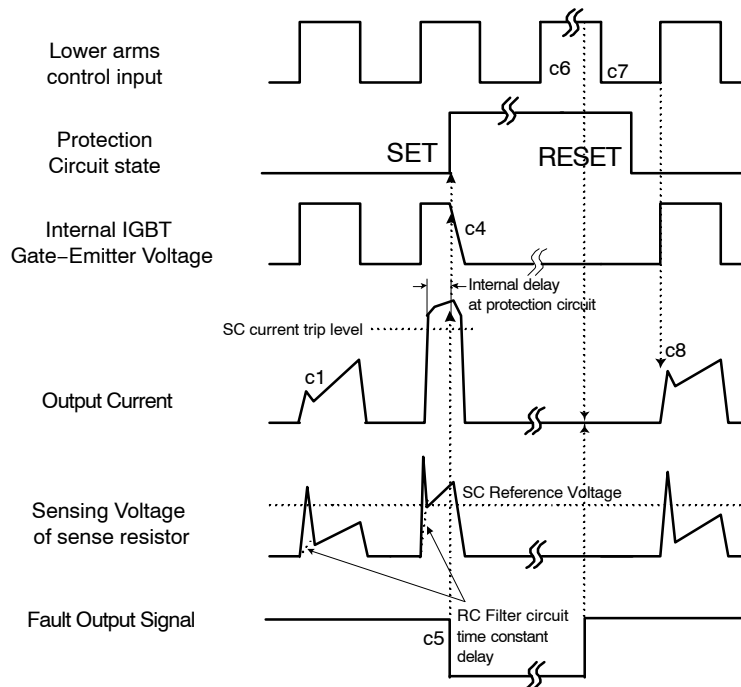 Lower arms
control input
c6
c7
Protection
Circuit state
SET
RESET
Internal IGBT
Gate−Emitter Voltage
c4
Internal delay
at protection circuit
SC current trip level
c1
c8
Output Current
SC Reference Voltage
Sensing Voltage
of sense resistor
Fault Output Signal
c5
RC Filter circuit
time constant
delay